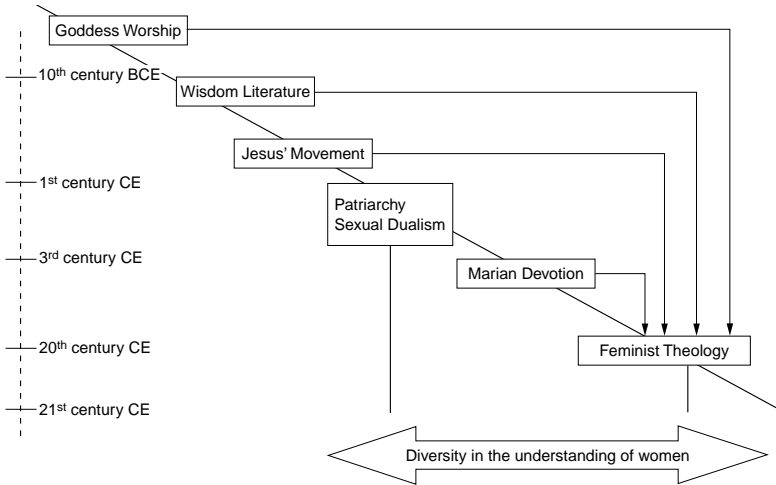 Goddess Worship
10th century BCE
Wisdom Literature
Jesus' Movement
1st century CE
Patriarchy
Sexual Dualism
3rd century CE
Marian Devotion
20th century CE
Feminist Theology
21st century CE
Diversity in the understanding of women